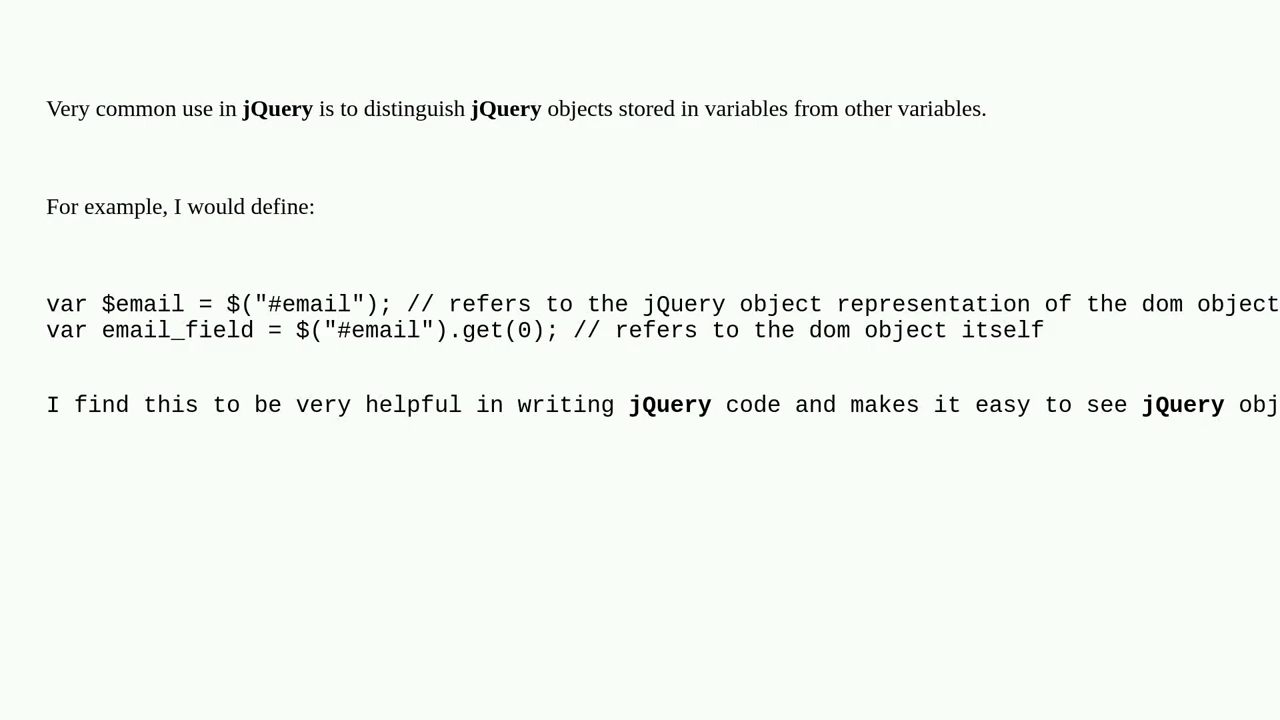 Very common use in jQuery is to distinguish jQuery objects stored in variables from other variables.
For example, I would define:
var $email = $("#email"); // refers to the jQuery object representation of the dom object
var email_field = $("#email").get(0); // refers to the dom object itself
I find this to be very helpful in writing jQuery code and makes it easy to see jQuery obj